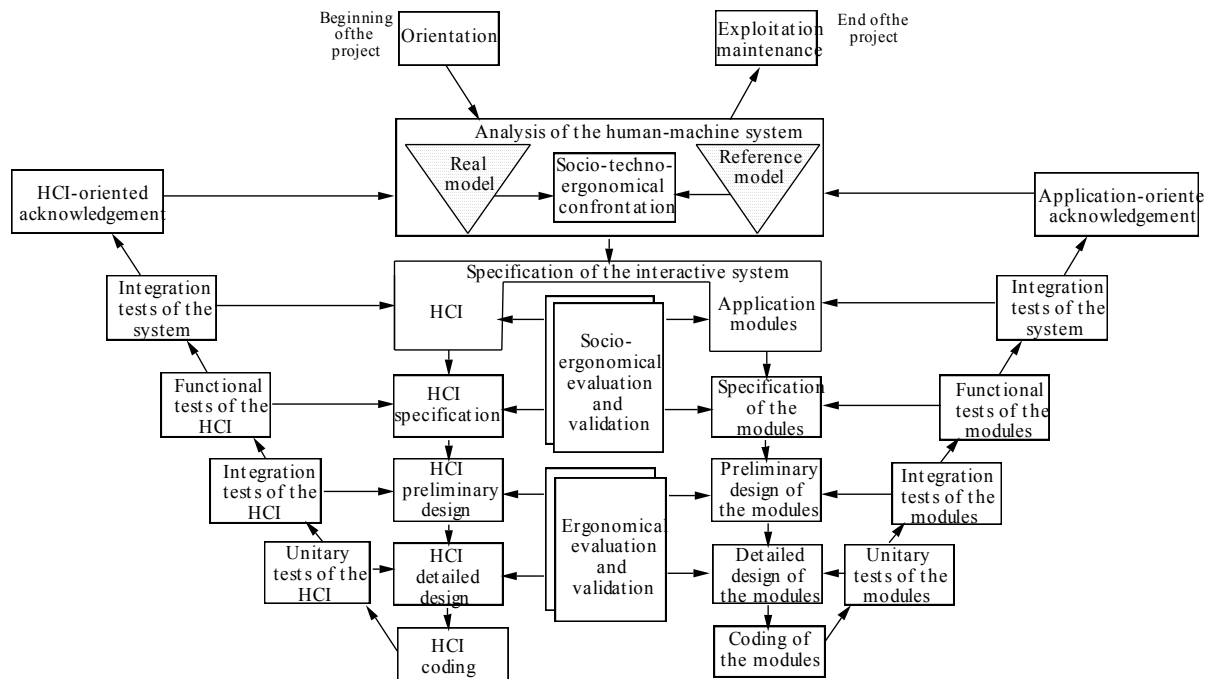 Beginning
of the
project
Orientation
Exploitation
maintenance
End of the
project
Analysis of the human-machine system
Real
model
Socio-techno-
ergonomical
confrontation
Reference
model
HCI-oriented
acknowledgement
Application-oriente
acknowledgement
Specification of the interactive system
HCI
Application
modules
Integration
tests of the
system
Integration
tests of the
system
Socio-
ergonomical
evaluation
and
validation
Functional
tests of the
HCI
HCI
specification
Specification
of the
modules
Functional
tests of the
modules
Integration
tests of the
HCI
HCI
preliminary
design
Preliminary
design of
the modules
Integration
tests of the
modules
Ergonomical
evaluation
and
validation
Unitary
tests of the
HCI
HCI
detailed
design
Detailed
design of
the modules
Unitary
tests of the
modules
HCI
coding
Coding of
the modules